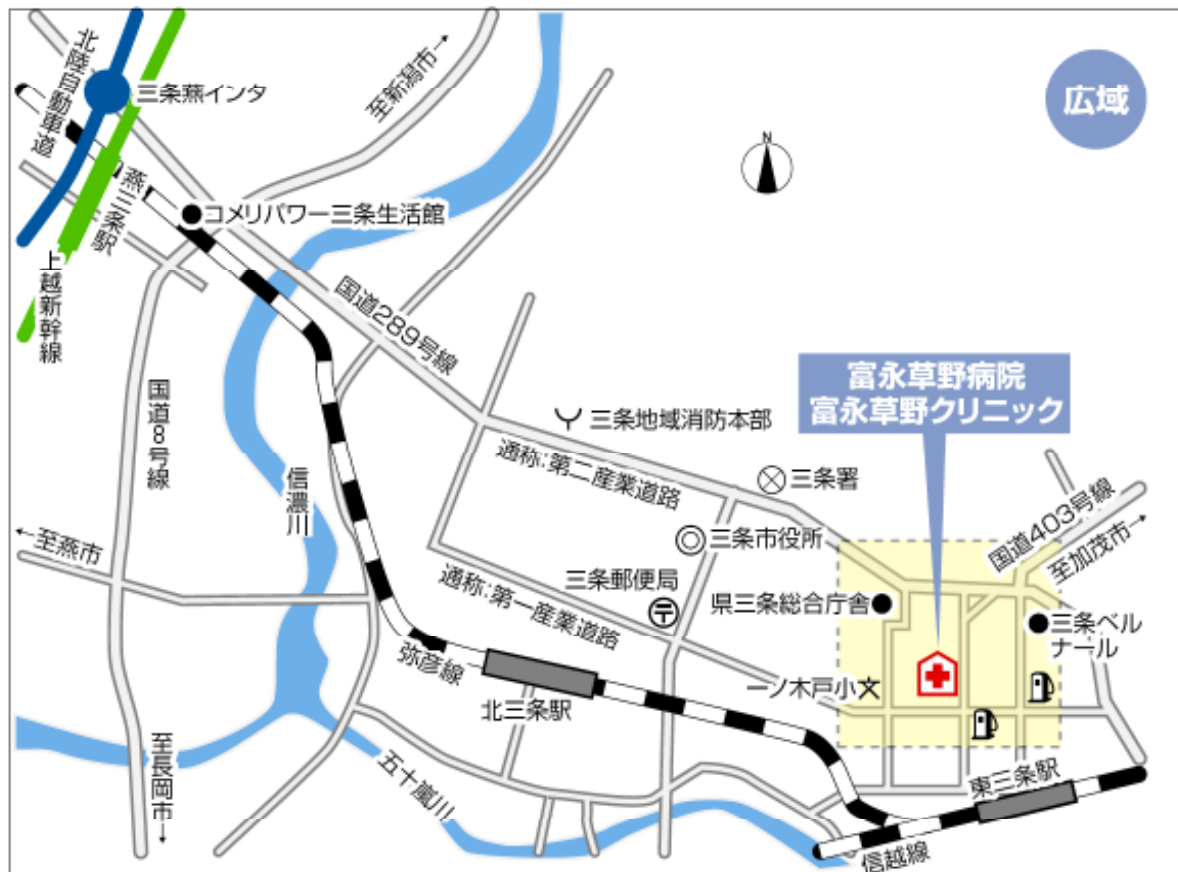 広域
北陸自動車道
三条燕インタ
至新潟市→
燕三条駅
コメリパワー三条生活館
上越新幹線
国道289号線
国道8号線
富永草野病院
富永草野クリニック
三条地域消防本部
通称:第二産業道路
三条署
信濃川
国道403号線
←至燕市
三条市役所
至加茂市→
三条郵便局
通称:第一産業道路
県三条総合庁舎
三条ベル
ナール
弥彦線
一ノ木戸小
文
北三条駅
至長岡市→
五十嵐川
東三条駅
信越線
N